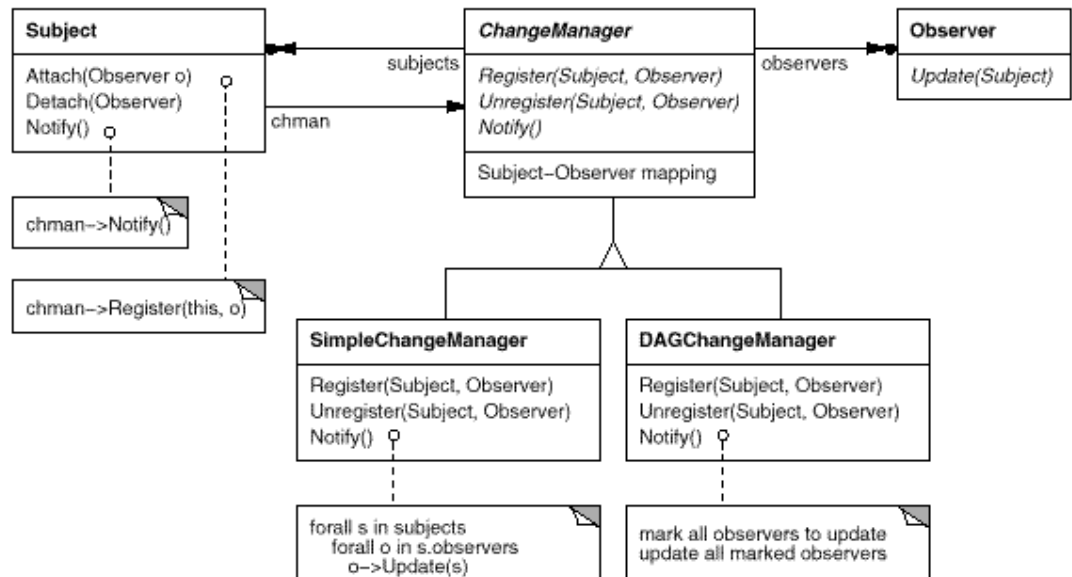 Subject
Attach(Observer o)
Detach(Observer)
Notify()
chman->Notify()
chman->Register(this, o)
subjects
chman
ChangeManager
Register(Subject, Observer)
Unregister(Subject, Observer)
Notify()
Subject-Observer mapping
observers
Observer
Update(Subject)
SimpleChangeManager
Register(Subject, Observer)
Unregister(Subject, Observer)
Notify()
forall s in subjects
forall o in s.observers
o->Update(s)
DAGChangeManager
Register(Subject, Observer)
Unregister(Subject, Observer)
Notify()
mark all observers to update
update all marked observers